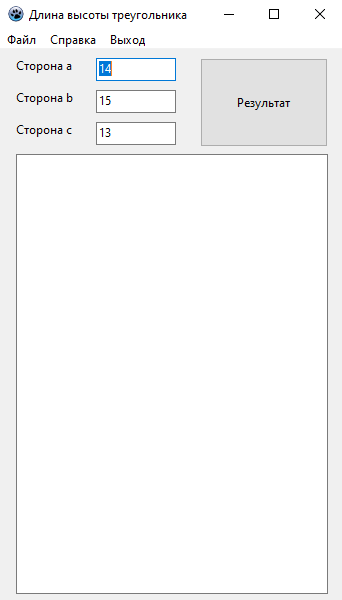 Длина высоты треугольника
Файл Справка Выход
Сторона a 14
Сторона b 15
Сторона c 13
Результат